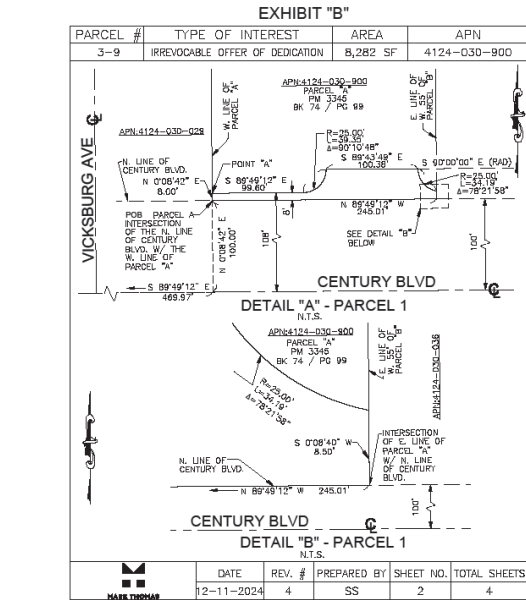 EXHIBIT "B"
PARCEL # TYPE OF INTEREST AREA APN
3-9 IRREVOCABLE OFFER OF DEDICATION 8,282 SF 4124-030-900
APN:4124-030-900
PARCEL "A"
PM 3345
BK 74 / PG 99
W. LINE OF
PARCEL "A"
E. LINE OF
W. 55' OF
PARCEL "B"
APN:4124-030-029
R=25.00'
L=39.35'
Δ=90°10'48"
S 89°43'49" E
100.38'
S 90°00'00" E (RAD)
R=25.00'
L=34.19'
Δ=78°21'58"
N. LINE OF
CENTURY BLVD.
POINT "A"
N 0°08'42" E
8.00'
S 89°49'12" E
99.60'
8'
N 89°49'12" W
245.01'
VICKSBURG AVE
POB PARCEL A
INTERSECTION
OF THE N. LINE
OF CENTURY
BLVD. W/ THE
W. LINE OF
PARCEL "A"
N 0°08'42" E
100.00'
108'
SEE DETAIL "B"
BELOW
100'
CENTURY BLVD
S 89°49'12" E
469.97'
DETAIL "A" - PARCEL 1
N.T.S.
APN:4124-030-900
PARCEL "A"
PM 3345
BK 74 / PG 99
E. LINE OF
W. 55' OF
PARCEL "B"
APN:4124-030-036
R=25.00'
L=34.19'
Δ=78°21'58"
S 0°08'40" W
8.50'
INTERSECTION
OF E. LINE OF
PARCEL "A"
W/ N. LINE
OF CENTURY
BLVD.
N. LINE OF
CENTURY BLVD.
N 89°49'12" W 245.01'
100'
CENTURY BLVD
DETAIL "B" - PARCEL 1
N.T.S.
MARK THOMAS
DATE REV. # PREPARED BY SHEET NO. TOTAL SHEETS
12-11-2024 4 SS 2 4